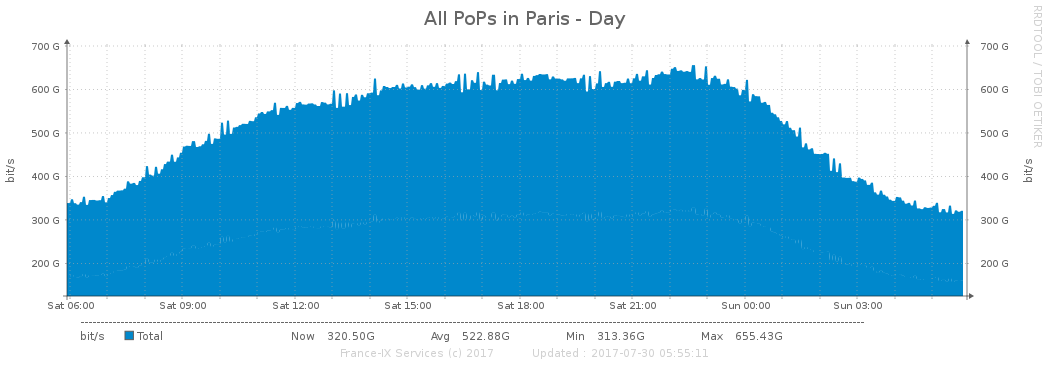 All PoPs in Paris - Day
RRDTOOL / TOBI OETIKER
bit/s
bit/s
700 G
700 G
600 G
600 G
500 G
500 G
400 G
400 G
300 G
300 G
200 G
200 G
Sat 06:00 Sat 09:00 Sat 12:00 Sat 15:00 Sat 18:00 Sat 21:00 Sun 00:00 Sun 03:00
bit/s Total Now 320.50G Avg 522.88G Min 313.36G Max 655.43G
France-IX Services (c) 2017 Updated : 2017-07-30 05:55:11